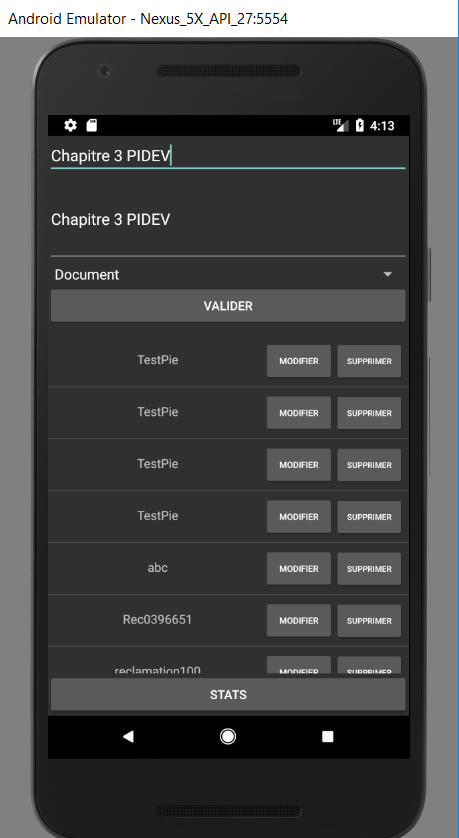 Android Emulator - Nexus_5X_API_27:5554
LTE 4:13
Chapitre 3 PIDEV
Chapitre 3 PIDEV
Document
VALIDER
TestPie MODIFIER SUPPRIMER
TestPie MODIFIER SUPPRIMER
TestPie MODIFIER SUPPRIMER
TestPie MODIFIER SUPPRIMER
abc MODIFIER SUPPRIMER
Rec0396651 MODIFIER SUPPRIMER
reclamation100 MODIFIER SUPPRIMER
STATS